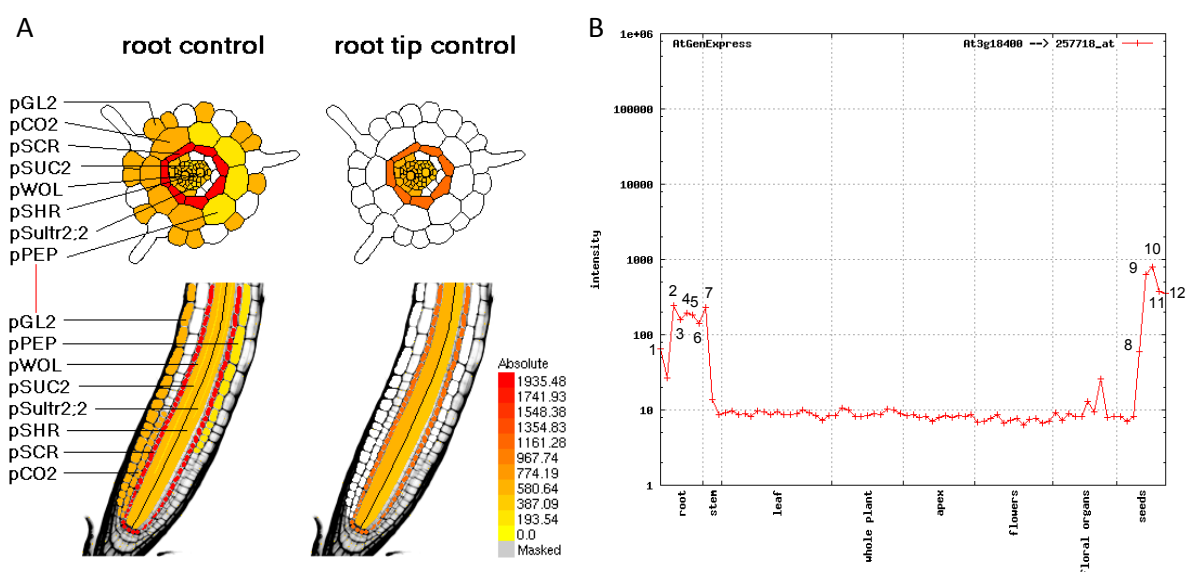 A
root control
root tip control
pGL2
pCO2
pSCR
pSUC2
pWOL
pSHR
pSultr2;2
pPEP
pGL2
pPEP
pWOL
pSUC2
pSultr2;2
pSHR
pSCR
pCO2
Absolute
1935.48
1741.93
1548.38
1354.83
1161.28
967.74
774.19
580.64
387.09
193.54
0.0
Masked
B
1e+06
100000
10000
1000
100
10
1
intensity
AtGenExpress
At3g18400 --> 257718_at
1
2
3
4
5
6
7
8
9
10
11
12
root
stem
leaf
whole plant
apex
flowers
floral organs
seeds